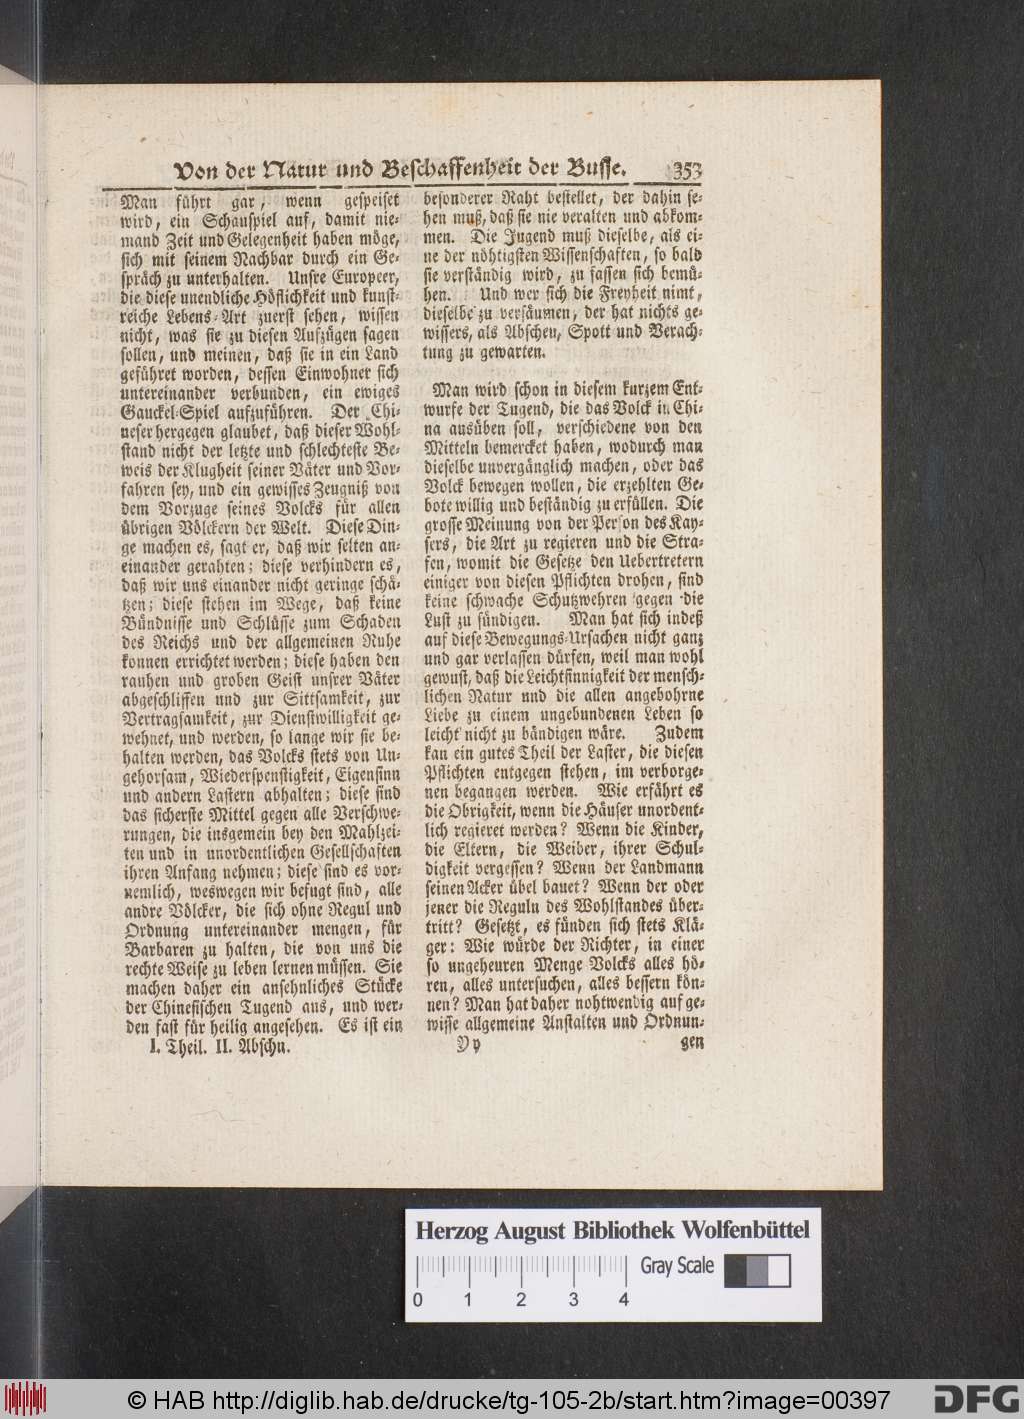 Von der Natur und Beschaffenheit der Busse. 353
Man führt gar, wenn gespeiset
wird, ein Schauspiel auf, damit nie-
mand Zeit und Gelegenheit haben möge,
sich mit seinem Nachbar durch ein Ge-
spräch zu unterhalten. Unsre Europeer,
die diese unendliche Höflichkeit und kunst-
reiche Lebens-Art zuerst sehen, wissen
nicht, was sie zu diesen Aufzügen sagen
sollen, und meinen, daß sie in ein Land
geführet worden, dessen Einwohner sich
untereinander verbunden, ein ewiges
Gauckel-Spiel aufzuführen. Der Chi-
neser hergegen glaubet, daß dieser Wohl-
stand nicht der letzte und schlechteste Be-
weis der Klugheit seiner Väter und Vor-
fahren sey, und ein gewisses Zeugniß von
dem Vorzuge seines Volcks für allen
übrigen Völckern der Welt. Diese Din-
ge machen es, sagt er, daß wir selten an-
einander gerahten; diese verhindern es,
daß wir uns einander nicht geringe schä-
tzen; diese stehen im Wege, daß keine
Bündnisse und Schlüsse zum Schaden
des Reichs und der allgemeinen Ruhe
konnen errichtet werden; diese haben den
rauhen und groben Geist unsrer Väter
abgeschliffen und zur Sittsamkeit, zur
Vertragsamkeit, zur Dienstwilligkeit ge-
wehnet, und werden, so lange wir sie be-
halten werden, das Volcks stets von Un-
gehorsam, Wiederspenstigkeit, Eigensinn
und andern Lastern abhalten; diese sind
das sicherste Mittel gegen alle Verschwe-
rungen, die insgemein bey den Mahlzei-
ten und in unordentlichen Gesellschaften
ihren Anfang nehmen; diese sind es vor-
nemlich, weswegen wir befugt sind, alle
andre Völcker, die sich ohne Regul und
Ordnung untereinander mengen, für
Barbaren zu halten, die von uns die
rechte Weise zu leben lernen müssen. Sie
machen daher ein ansehnliches Stücke
der Chinesischen Tugend aus, und wer-
den fast für heilig angesehen. Es ist ein
I. Theil. II. Abschn.
besonderer Raht bestellet, der dahin se-
hen muß, daß sie nie veralten und abkom-
men. Die Jugend muß dieselbe, als ei-
ne der nöhtigsten Wissenschaften, so bald
sie verständig wird, zu fassen sich bemü-
hen. Und wer sich die Freyheit nimt,
dieselbe zu versäumen, der hat nichts ge-
wissers, als Abscheu, Spott und Verach-
tung zu gewarten.
Man wird schon in diesem kurzem Ent-
wurfe der Tugend, die das Volck in Chi-
na ausüben soll, verschiedene von den
Mitteln bemercket haben, wodurch man
dieselbe unvergänglich machen, oder das
Volck bewegen wollen, die erzehlten Ge-
bote willig und beständig zu erfüllen. Die
grosse Meinung von der Person des Kay-
sers, die Art zu regieren und die Stra-
fen, womit die Gesetze den Uebertretern
einiger von diesen Pflichten drohen, sind
keine schwache Schutzwehren gegen die
Lust zu sündigen. Man hat sich indeß
auf diese Bewegungs-Ursachen nicht ganz
und gar verlassen dürfen, weil man wohl
gewust, daß die Leichtsinnigkeit der mensch-
lichen Natur und die allen angebohrne
Liebe zu einem ungebundenen Leben so
leicht nicht zu bändigen wäre. Zudem
kan ein gutes Theil der Laster, die diesen
Pflichten entgegen stehen, im verborge-
nen begangen werden. Wie erfährt es
die Obrigkeit, wenn die Häuser unordent-
lich regieret werden? Wenn die Kinder,
die Eltern, die Weiber, ihrer Schul-
digkeit vergessen? Wenn der Landmann
seinen Acker übel bauet? Wenn der oder
jener die Reguln des Wohlstandes über-
tritt? Gesetzt, es fünden sich stets Klä-
ger: Wie würde der Richter, in einer
so ungeheuren Menge Volcks alles hö-
ren, alles untersuchen, alles bessern kön-
nen? Man hat daher nohtwendig auf ge-
wisse allgemeine Anstalten und Ordnun-
Yy gen
Herzog August Bibliothek Wolfenbüttel
Gray Scale
0 1 2 3 4
© HAB http://diglib.hab.de/drucke/tg-105-2b/start.htm?image=00397
DFG